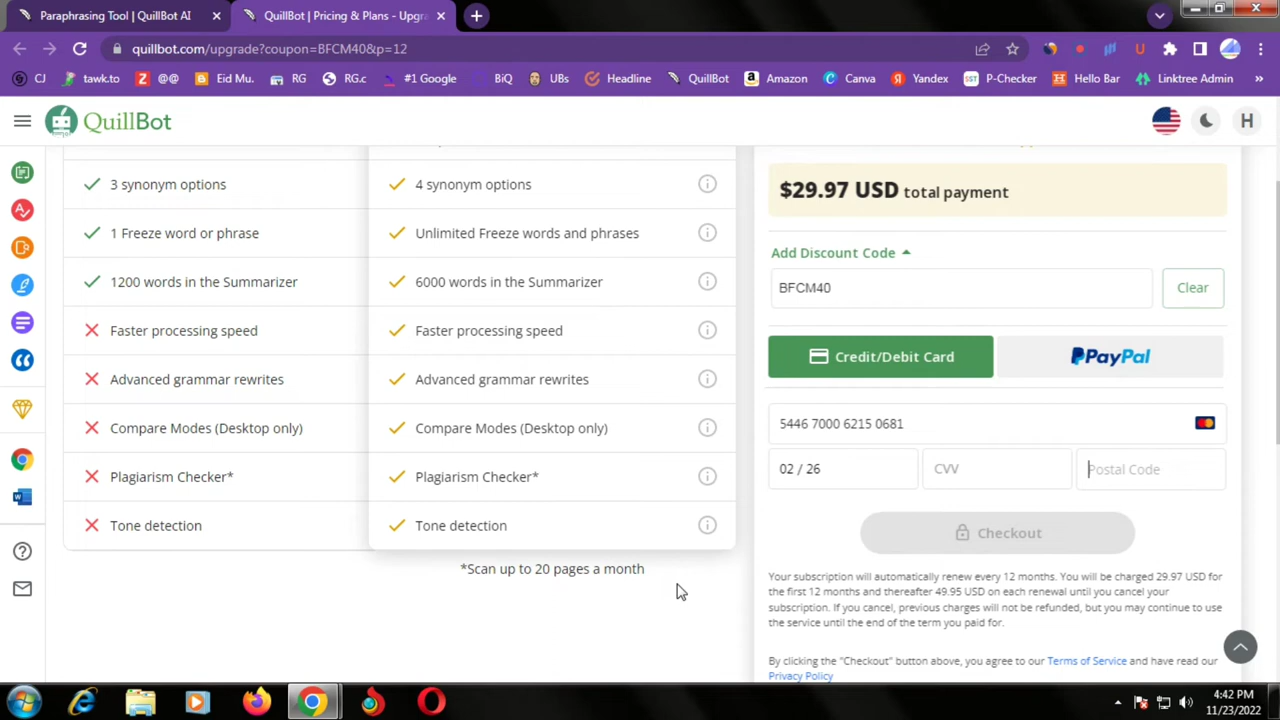 Paraphrasing Tool | QuillBot AI
QuillBot | Pricing & Plans - Upgra
quillbot.com/upgrade?coupon=BFCM40&p=12
CJ
tawk.to
@@
Eid Mu.
RG
RG.c
#1 Google
BiQ
UBs
Headline
QuillBot
Amazon
Canva
Yandex
P-Checker
Hello Bar
Linktree Admin
»
QuillBot
H
3 synonym options
4 synonym options
1 Freeze word or phrase
Unlimited Freeze words and phrases
1200 words in the Summarizer
6000 words in the Summarizer
Faster processing speed
Faster processing speed
Advanced grammar rewrites
Advanced grammar rewrites
Compare Modes (Desktop only)
Compare Modes (Desktop only)
Plagiarism Checker*
Plagiarism Checker*
Tone detection
Tone detection
*Scan up to 20 pages a month
$29.97 USD total payment
Add Discount Code
BFCM40
Clear
Credit/Debit Card
PayPal
5446 7000 6215 0681
02 / 26
CVV
Postal Code
Checkout
Your subscription will automatically renew every 12 months. You will be charged 29.97 USD for
the first 12 months and thereafter 49.95 USD on each renewal until you cancel your
subscription. If you cancel, previous charges will not be refunded, but you may continue to use
the service until the end of the term you paid for.
By clicking the "Checkout" button above, you agree to our Terms of Service and have read our
Privacy Policy
4:42 PM
11/23/2022